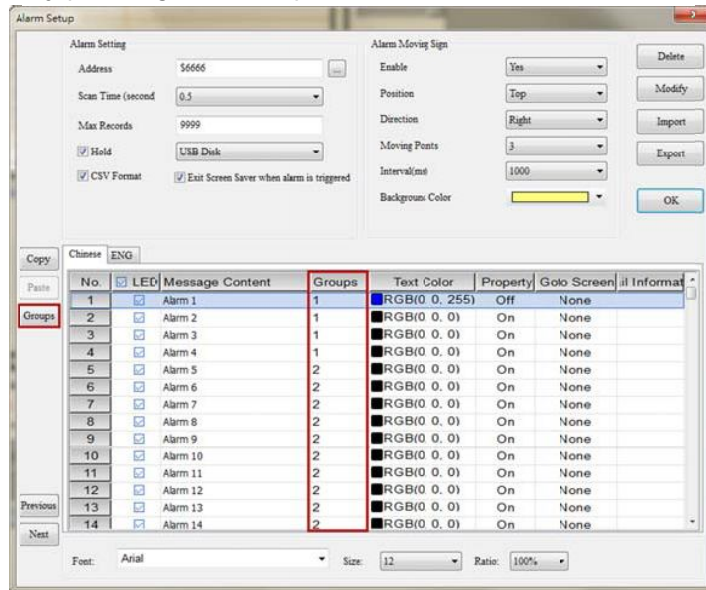 Alarm Setup
Alarm Setting
Address $6666 ...
Scan Time (second 0.5
Max Records 9999
Hold USB Disk
CSV Format Exit Screen Saver when alarm is triggered
Alarm Moving Sign
Enable Yes
Position Top
Direction Right
Moving Ponts 3
Interval(ms 1000
Backgroun Color
Delete
Modify
Import
Export
OK
Copy
Paste
Groups
Previous
Next
Chinese ENG
No. LED Message Content Groups Text Color Property Goto Screen il Informat
1 Alarm 1 1 RGB(0 0, 255) Off None
2 Alarm 2 1 RGB(0 0, 0) On None
3 Alarm 3 1 RGB(0 0, 0) On None
4 Alarm 4 1 RGB(0 0, 0) On None
5 Alarm 5 2 RGB(0 0, 0) On None
6 Alarm 6 2 RGB(0 0, 0) On None
7 Alarm 7 2 RGB(0 0, 0) On None
8 Alarm 8 2 RGB(0 0, 0) On None
9 Alarm 9 2 RGB(0 0, 0) On None
10 Alarm 10 2 RGB(0 0, 0) On None
11 Alarm 11 2 RGB(0 0, 0) On None
12 Alarm 12 2 RGB(0 0, 0) On None
13 Alarm 13 2 RGB(0 0, 0) On None
14 Alarm 14 2 RGB(0 0, 0) On None
Font: Arial Size: 12 Ratio: 100%